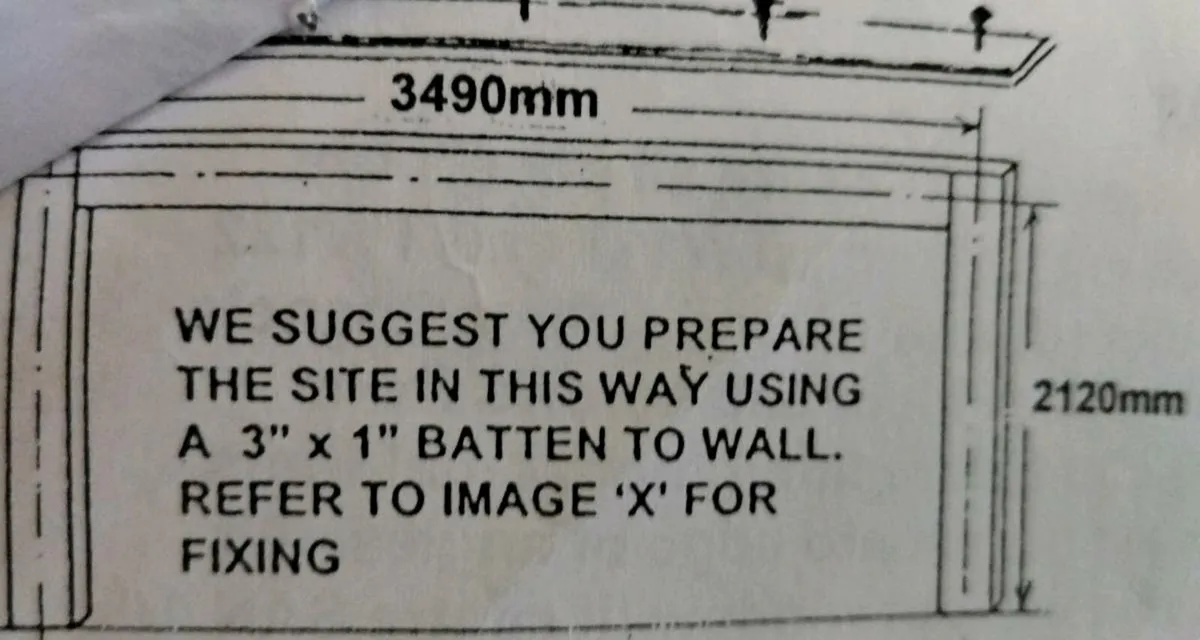 3490mm
WE SUGGEST YOU PREPARE
THE SITE IN THIS WAY USING
2120mm
A 3" x 1" BATTEN TO WALL.
REFER TO IMAGE 'X' FOR
FIXING